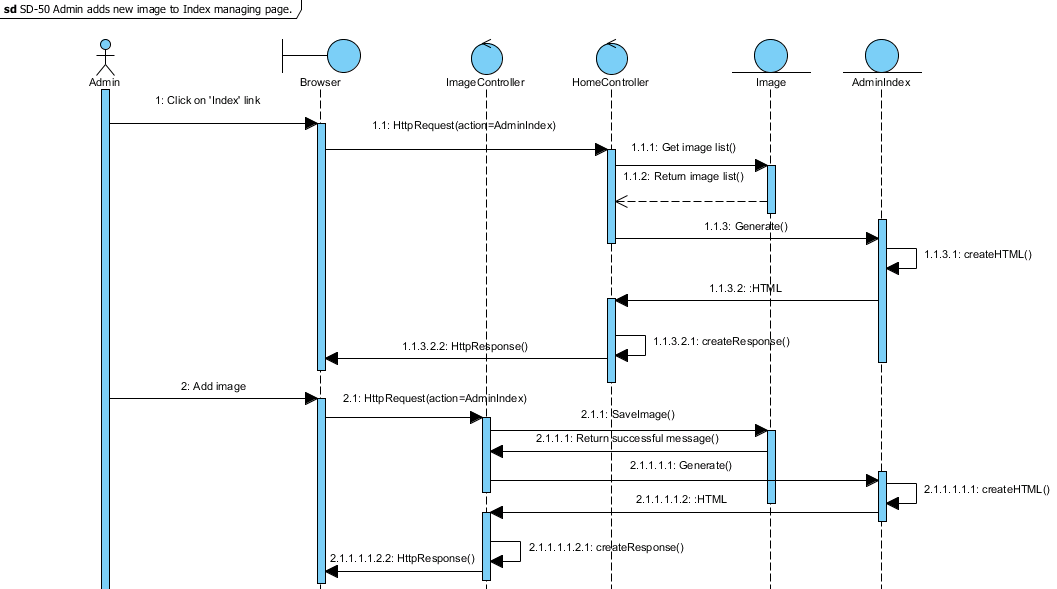 sd SD-50 Admin adds new image to Index managing page.
Admin
Browser
ImageController
HomeController
Image
AdminIndex
1: Click on 'Index' link
1.1: HttpRequest(action=AdminIndex)
1.1.1: Get image list()
1.1.2: Return image list()
1.1.3: Generate()
1.1.3.1: createHTML()
1.1.3.2: :HTML
1.1.3.2.1: createResponse()
1.1.3.2.2: HttpResponse()
2: Add image
2.1: HttpRequest(action=AdminIndex)
2.1.1: SaveImage()
2.1.1.1: Return successful message()
2.1.1.1.1: Generate()
2.1.1.1.1.1: createHTML()
2.1.1.1.1.2: :HTML
2.1.1.1.1.2.1: createResponse()
2.1.1.1.1.2.2: HttpResponse()